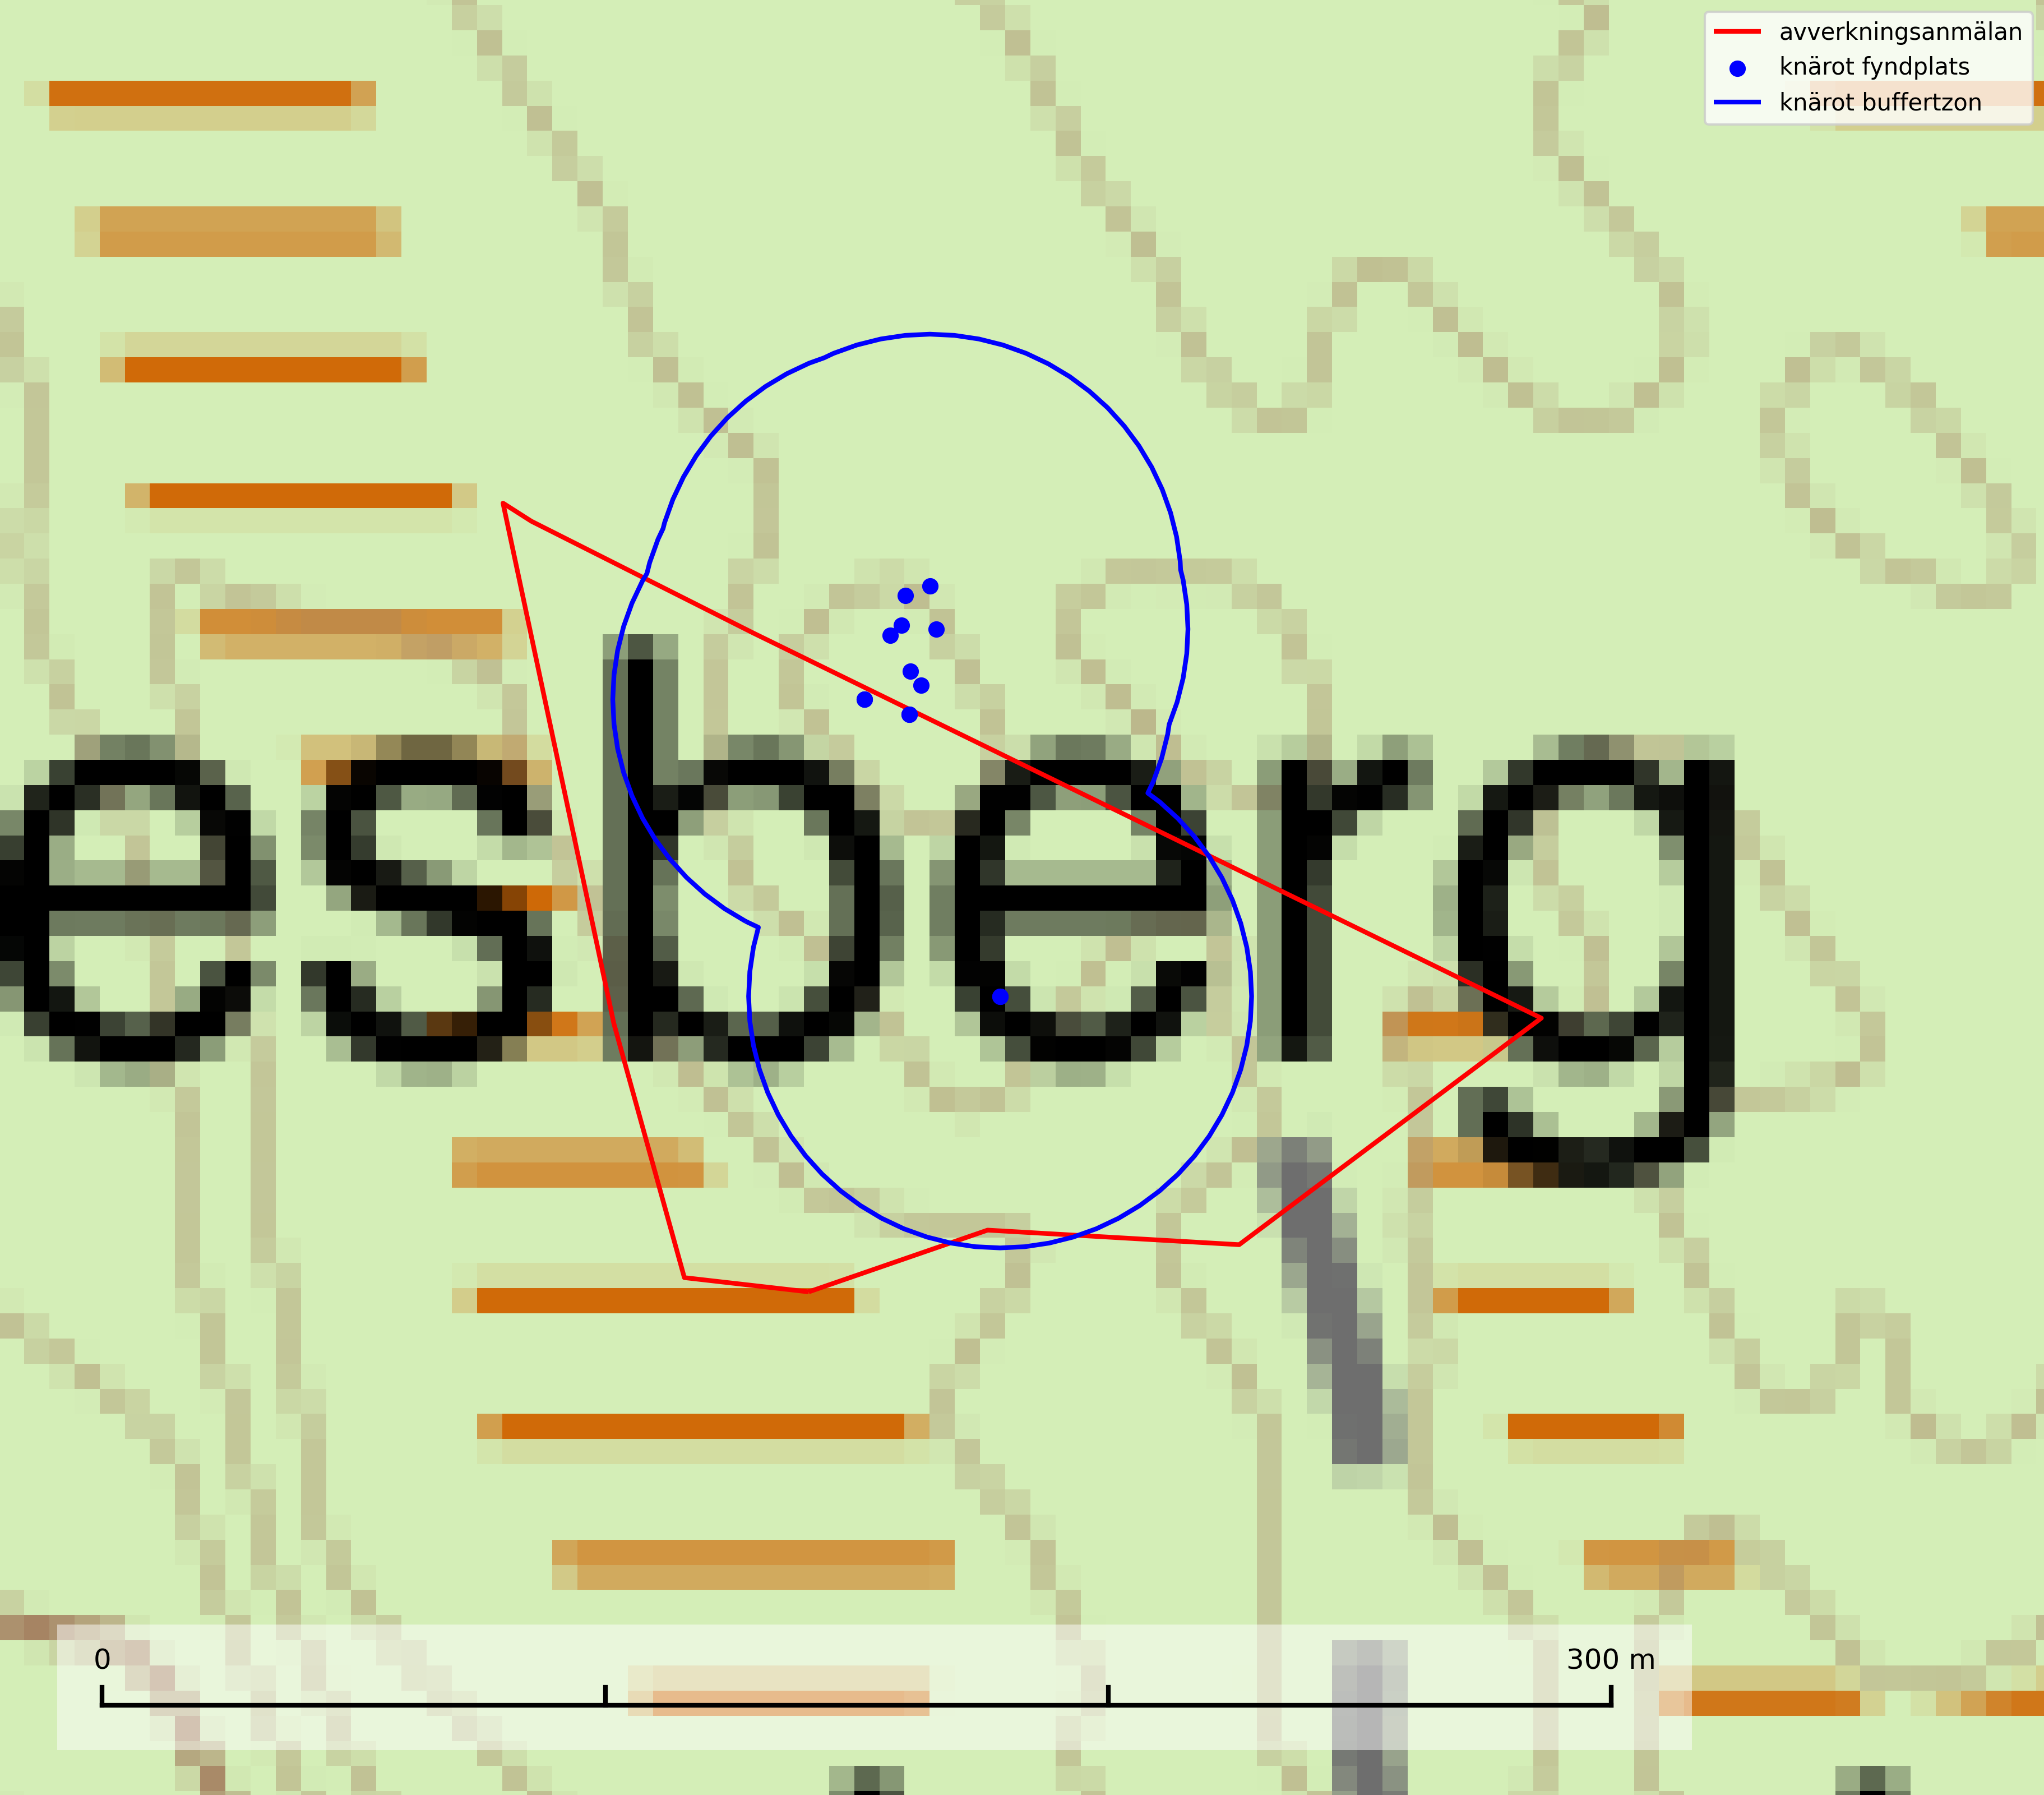 avverkningsanmälan
knärot fyndplats
knärot buffertzon
esberg
0 300 m